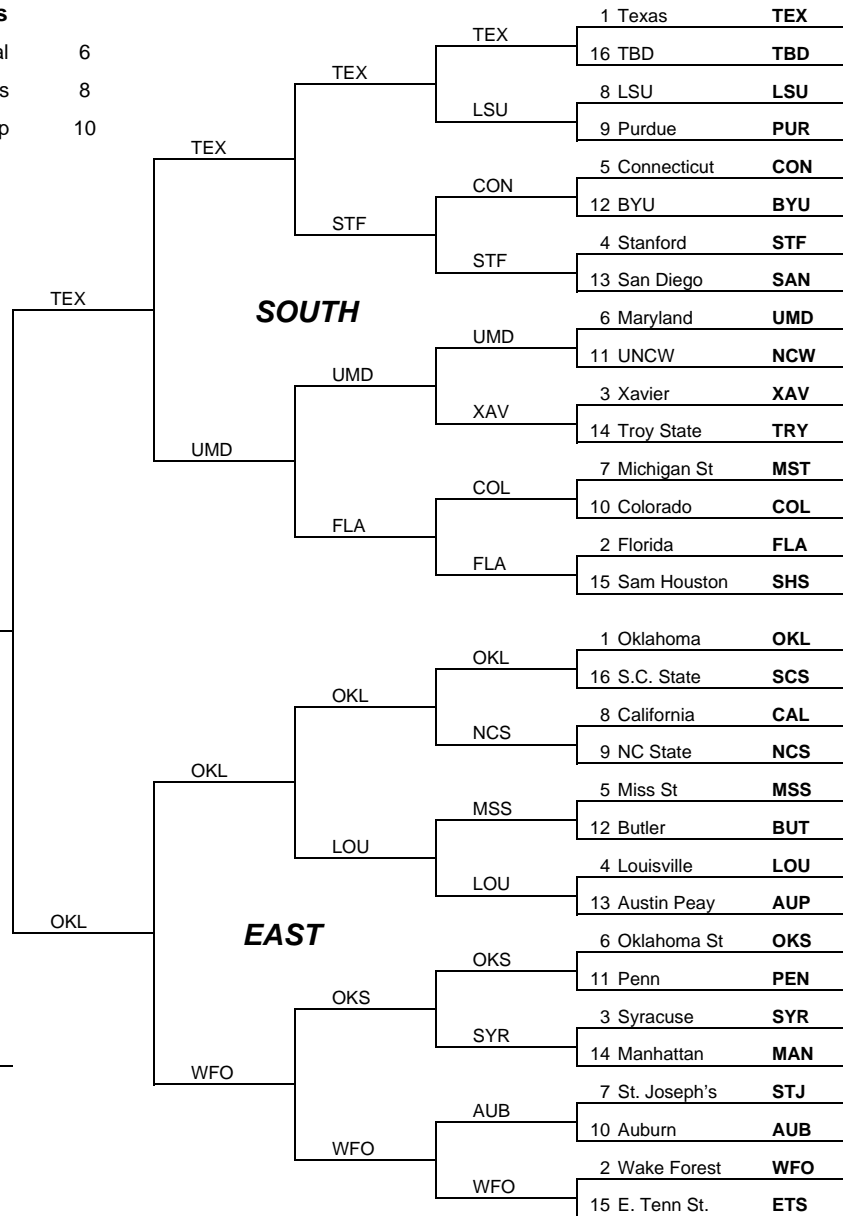 s
al 6
s 8
p 10
1 Texas TEX
TEX
16 TBD TBD
TEX
8 LSU LSU
LSU
9 Purdue PUR
TEX
5 Connecticut CON
CON
12 BYU BYU
STF
4 Stanford STF
STF
13 San Diego SAN
TEX
SOUTH
6 Maryland UMD
UMD
11 UNCW NCW
UMD
3 Xavier XAV
XAV
14 Troy State TRY
UMD
7 Michigan St MST
COL
10 Colorado COL
FLA
2 Florida FLA
FLA
15 Sam Houston SHS
1 Oklahoma OKL
OKL
16 S.C. State SCS
OKL
8 California CAL
NCS
9 NC State NCS
OKL
5 Miss St MSS
MSS
12 Butler BUT
LOU
4 Louisville LOU
LOU
13 Austin Peay AUP
OKL
EAST
6 Oklahoma St OKS
OKS
11 Penn PEN
OKS
3 Syracuse SYR
SYR
14 Manhattan MAN
WFO
7 St. Joseph's STJ
AUB
10 Auburn AUB
WFO
2 Wake Forest WFO
WFO
15 E. Tenn St. ETS